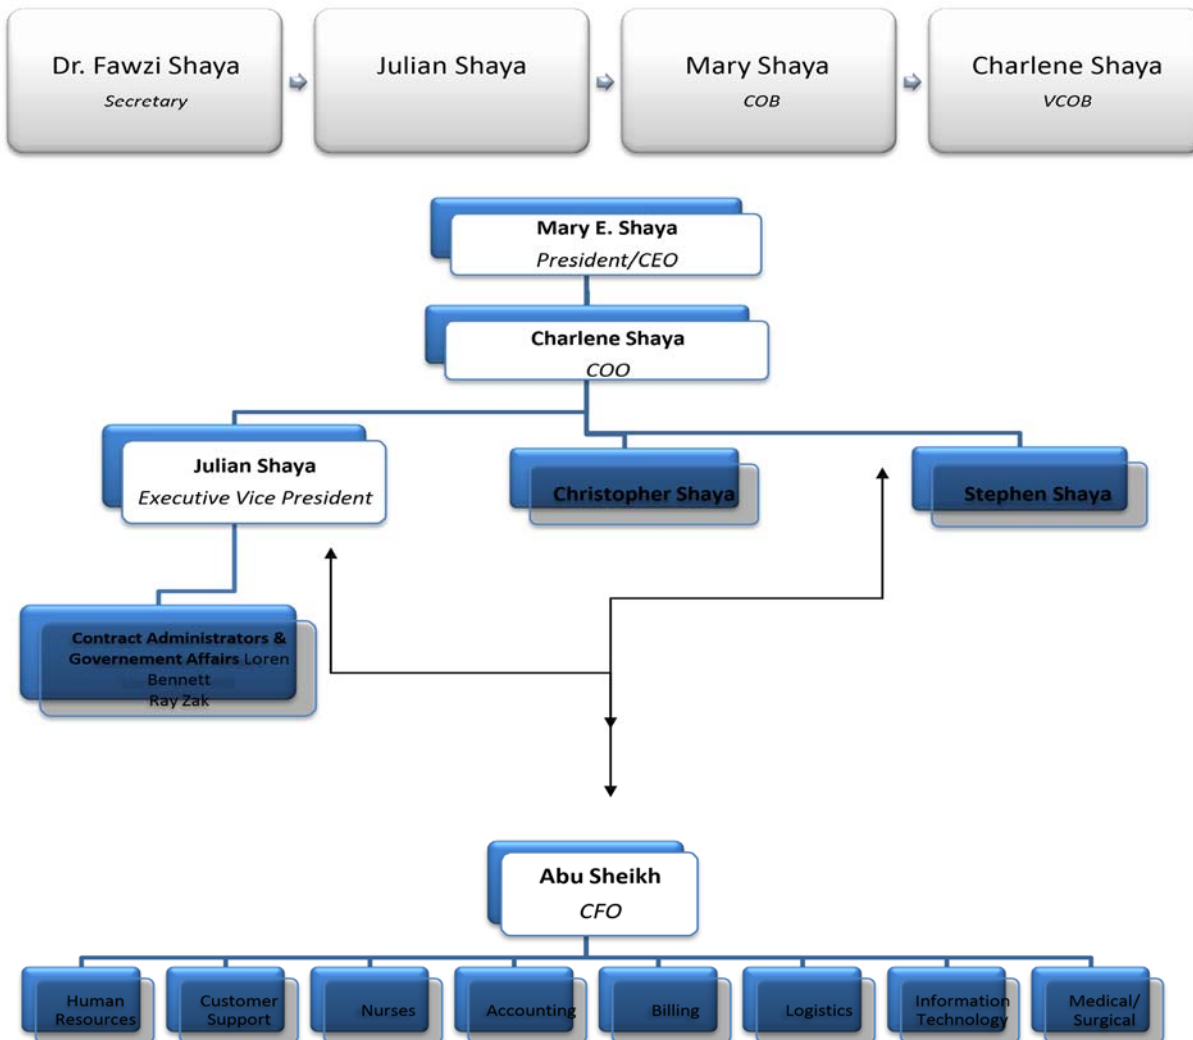 Dr. Fawzi Shaya
Secretary
Julian Shaya
Mary Shaya
COB
Charlene Shaya
VCOB
Mary E. Shaya
President/CEO
Charlene Shaya
COO
Julian Shaya
Executive Vice President
Christopher Shaya
Stephen Shaya
Contract Administrators &
Governement Affairs Loren
Bennett
Ray Zak
Abu Sheikh
CFO
Human
Resources
Customer
Support
Nurses
Accounting
Billing
Logistics
Information
Technology
Medical/
Surgical